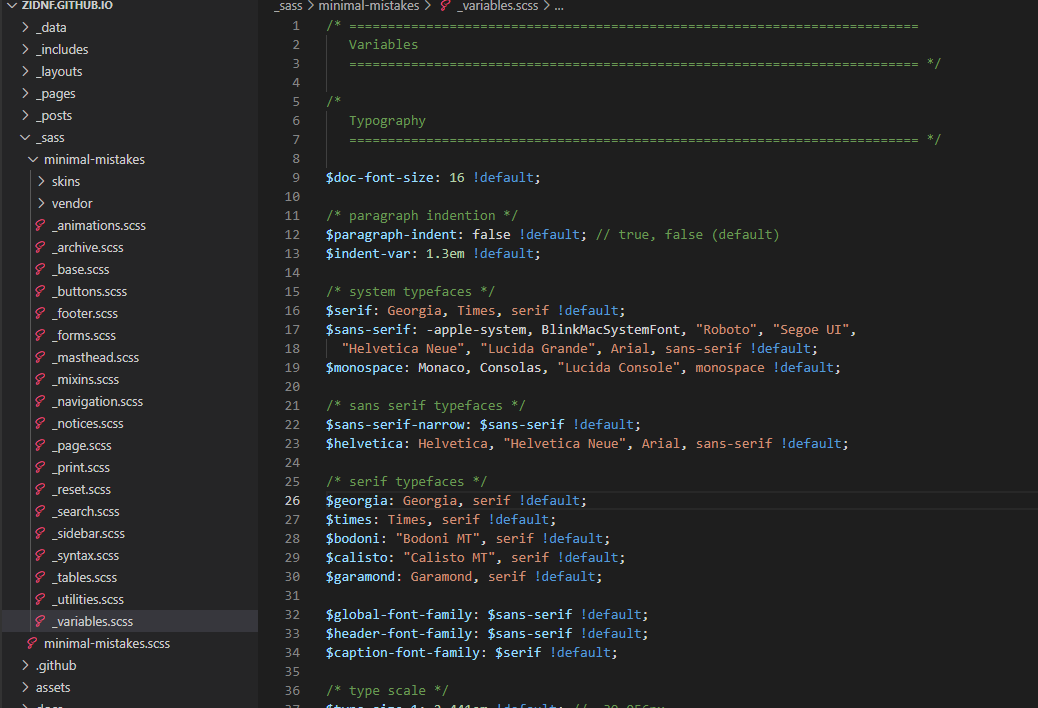 ZIDNF.GITHUB.IO
_data
_includes
_layouts
_pages
_posts
_sass
minimal-mistakes
skins
vendor
_animations.scss
_archive.scss
_base.scss
_buttons.scss
_footer.scss
_forms.scss
_masthead.scss
_mixins.scss
_navigation.scss
_notices.scss
_page.scss
_print.scss
_reset.scss
_search.scss
_sidebar.scss
_syntax.scss
_tables.scss
_utilities.scss
_variables.scss
minimal-mistakes.scss
.github
assets
_sass > minimal-mistakes > _variables.scss > ...
1 /* ==========================================================================
2 Variables
3 ========================================================================== */
4
5 /*
6 Typography
7 ========================================================================== */
8
9 $doc-font-size: 16 !default;
10
11 /* paragraph indention */
12 $paragraph-indent: false !default; // true, false (default)
13 $indent-var: 1.3em !default;
14
15 /* system typefaces */
16 $serif: Georgia, Times, serif !default;
17 $sans-serif: -apple-system, BlinkMacSystemFont, "Roboto", "Segoe UI",
18 "Helvetica Neue", "Lucida Grande", Arial, sans-serif !default;
19 $monospace: Monaco, Consolas, "Lucida Console", monospace !default;
20
21 /* sans serif typefaces */
22 $sans-serif-narrow: $sans-serif !default;
23 $helvetica: Helvetica, "Helvetica Neue", Arial, sans-serif !default;
24
25 /* serif typefaces */
26 $georgia: Georgia, serif !default;
27 $times: Times, serif !default;
28 $bodoni: "Bodoni MT", serif !default;
29 $calisto: "Calisto MT", serif !default;
30 $garamond: Garamond, serif !default;
31
32 $global-font-family: $sans-serif !default;
33 $header-font-family: $sans-serif !default;
34 $caption-font-family: $serif !default;
35
36 /* type scale */